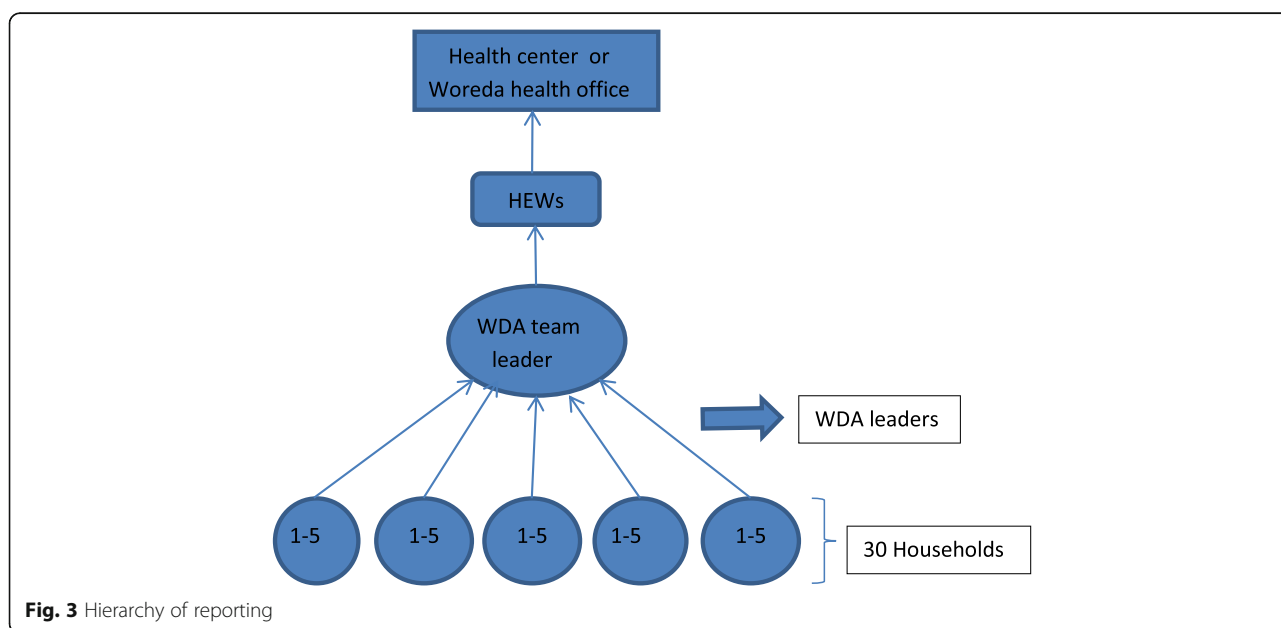 Health center or
Woreda health office
HEWs
WDA team
leader
WDA leaders
1-5 1-5 1-5 1-5 1-5
30 Households
Fig. 3 Hierarchy of reporting